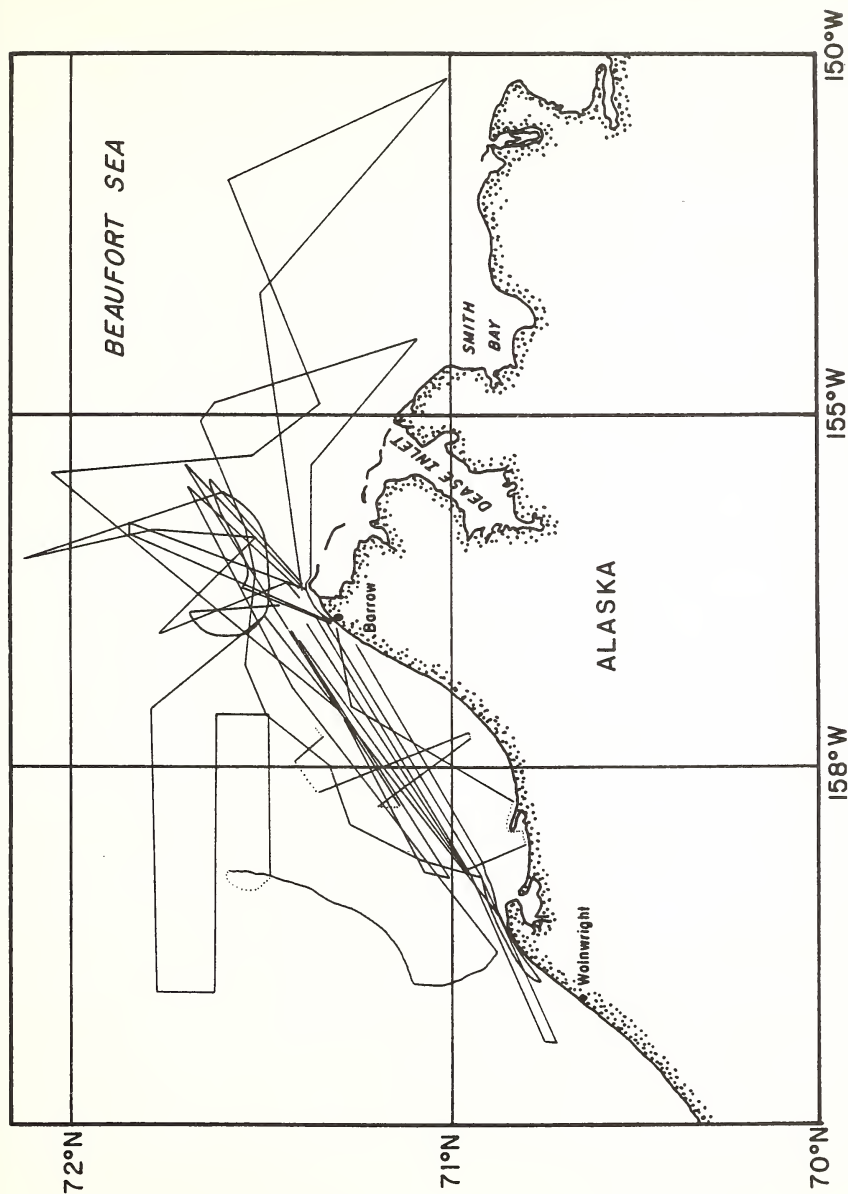 150°W
BEAUFORT SEA
SMITH
BAY
155°W
DEASE INLET
Barrow
ALASKA
158°W
Wainwright
72°N
71°N
70°N